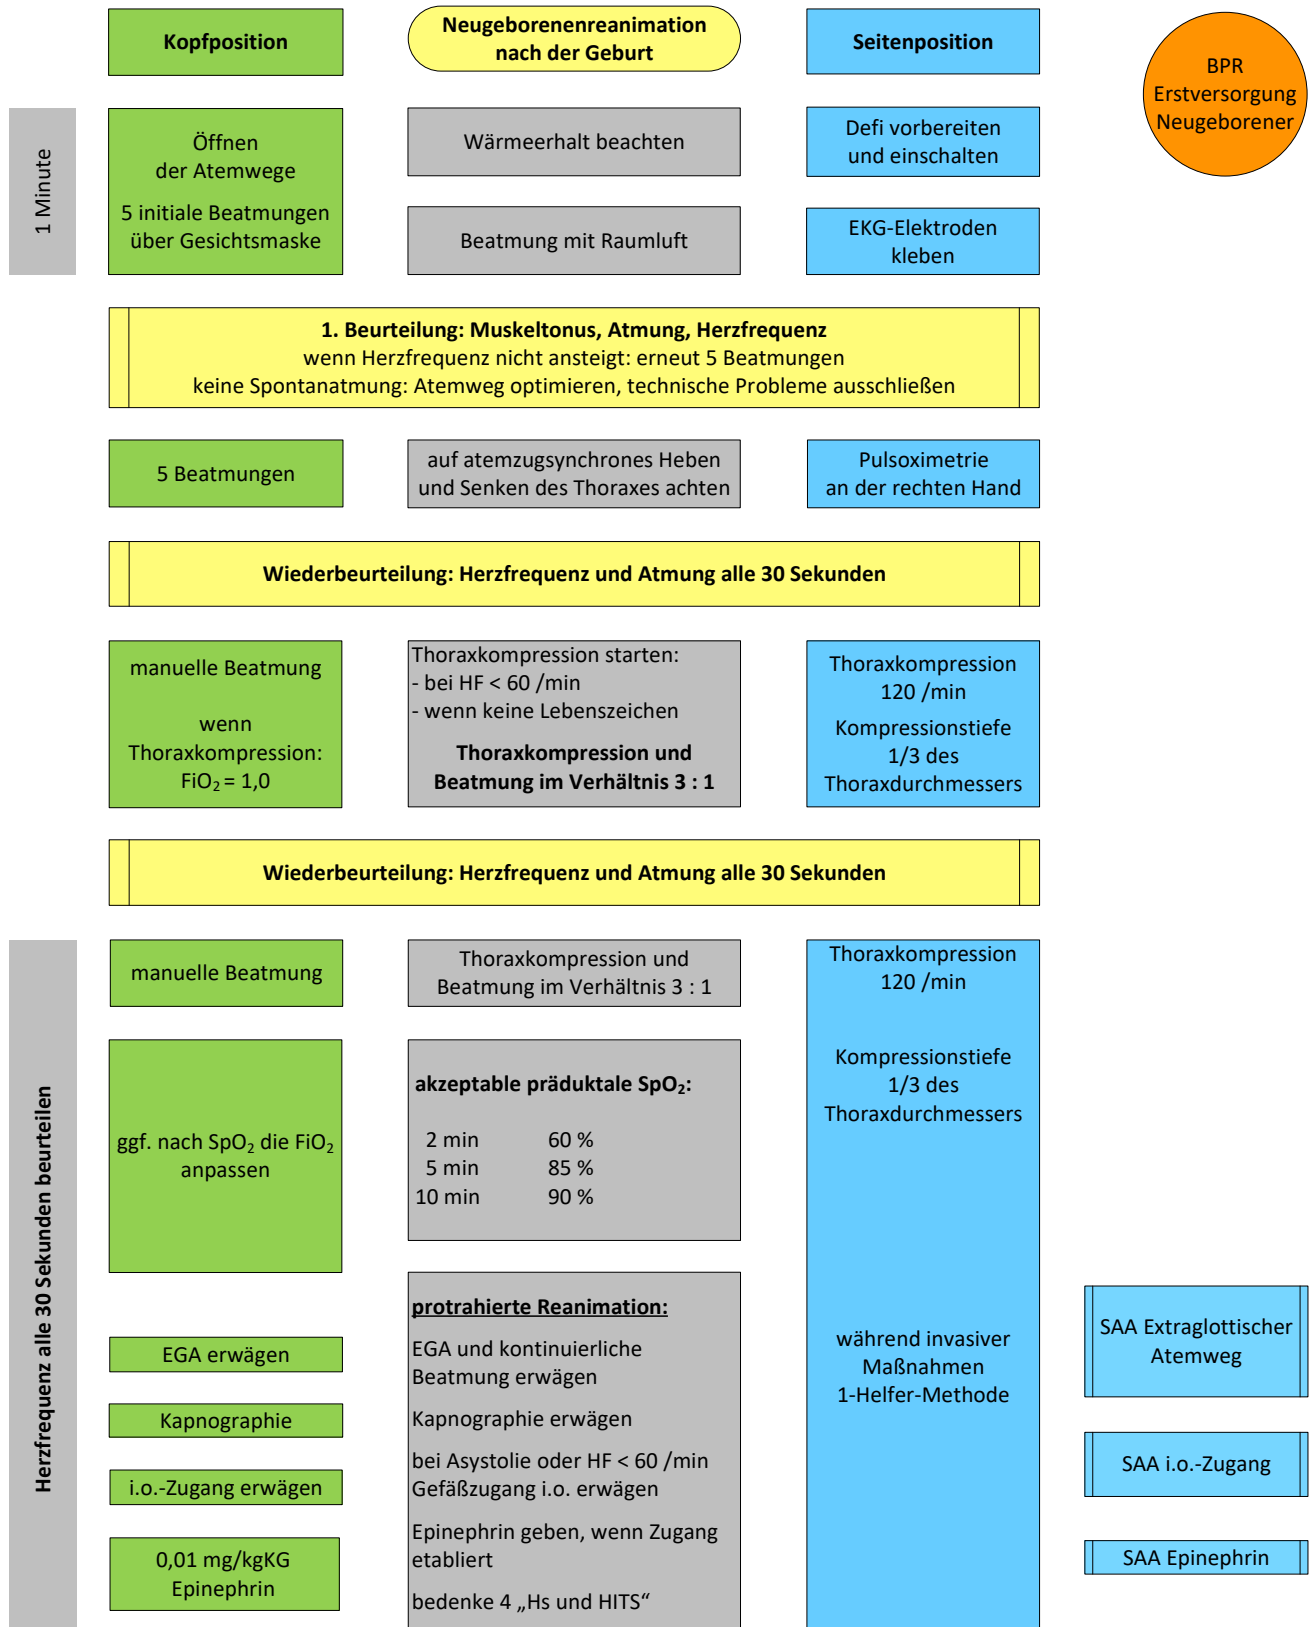 Kopfposition
Neugeborenenreanimation
nach der Geburt
Seitenposition
BPR
Erstversorgung
Neugeborener
1 Minute
Öffnen
der Atemwege
5 initiale Beatmungen
über Gesichtsmaske
Wärmeerhalt beachten
Beatmung mit Raumluft
Defi vorbereiten
und einschalten
EKG-Elektroden
kleben
1. Beurteilung: Muskeltonus, Atmung, Herzfrequenz
wenn Herzfrequenz nicht ansteigt: erneut 5 Beatmungen
keine Spontanatmung: Atemweg optimieren, technische Probleme ausschließen
5 Beatmungen
auf atemzugsynchrones Heben
und Senken des Thoraxes achten
Pulsoximetrie
an der rechten Hand
Wiederbeurteilung: Herzfrequenz und Atmung alle 30 Sekunden
manuelle Beatmung
wenn
Thoraxkompression:
FiO₂ = 1,0
Thoraxkompression starten:
- bei HF < 60 /min
- wenn keine Lebenszeichen
Thoraxkompression und
Beatmung im Verhältnis 3 : 1
Thoraxkompression
120 /min
Kompressionstiefe
1/3 des
Thoraxdurchmessers
Wiederbeurteilung: Herzfrequenz und Atmung alle 30 Sekunden
Herzfrequenz alle 30 Sekunden beurteilen
manuelle Beatmung
Thoraxkompression und
Beatmung im Verhältnis 3 : 1
Thoraxkompression
120 /min
Kompressionstiefe
1/3 des
Thoraxdurchmessers
ggf. nach SpO₂ die FiO₂
anpassen
akzeptable präduktale SpO₂:
2 min 60 %
5 min 85 %
10 min 90 %
EGA erwägen
Kapnographie
i.o.-Zugang erwägen
0,01 mg/kgKG
Epinephrin
protrahierte Reanimation:
EGA und kontinuierliche
Beatmung erwägen
Kapnographie erwägen
bei Asystolie oder HF < 60 /min
Gefäßzugang i.o. erwägen
Epinephrin geben, wenn Zugang
etabliert
bedenke 4 „Hs und HITS“
während invasiver
Maßnahmen
1-Helfer-Methode
SAA Extraglottischer
Atemweg
SAA i.o.-Zugang
SAA Epinephrin